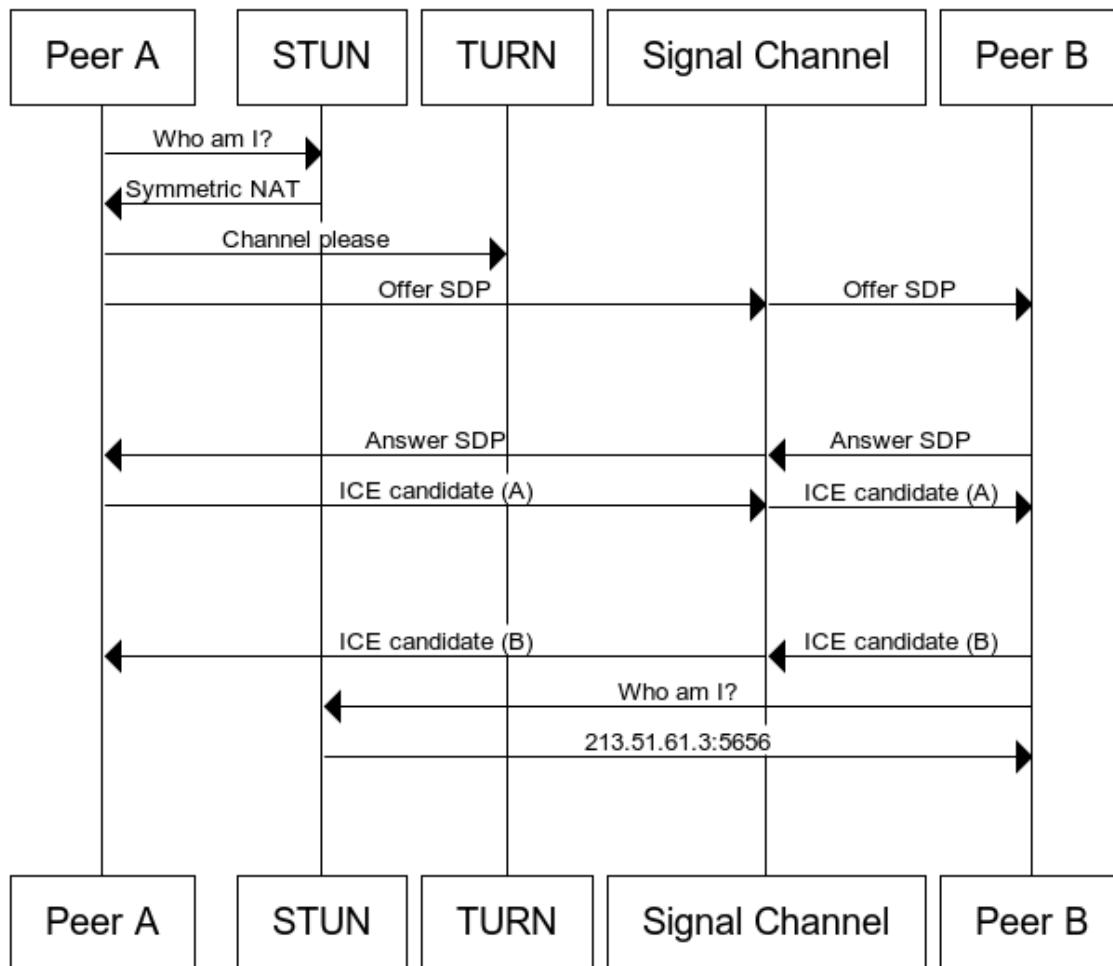 Peer A
STUN
TURN
Signal Channel
Peer B
Who am I?
Symmetric NAT
Channel please
Offer SDP
Offer SDP
Answer SDP
Answer SDP
ICE candidate (A)
ICE candidate (A)
ICE candidate (B)
ICE candidate (B)
Who am I?
213.51.61.3:5656
Peer A
STUN
TURN
Signal Channel
Peer B